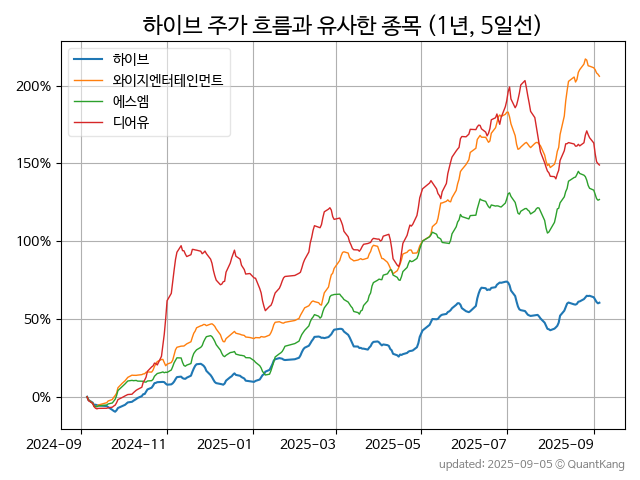 하이브 주가 흐름과 유사한 종목 (1년, 5일선)
하이브
와이지엔터테인먼트
에스엠
디어유
200%
150%
100%
50%
0%
2024-09 2024-11 2025-01 2025-03 2025-05 2025-07 2025-09
updated: 2025-09-05 © QuantKang